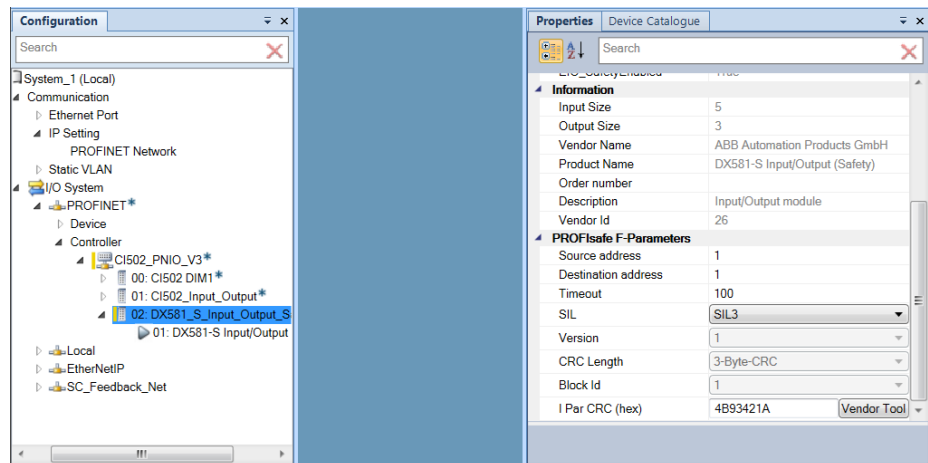 Configuration
Search
System_1 (Local)
Communication
Ethernet Port
IP Setting
PROFINET Network
Static VLAN
I/O System
PROFINET*
Device
Controller
CI502_PNIO_V3*
00: CI502 DIM1*
01: CI502_Input_Output*
02: DX581_S_Input_Output_S
01: DX581-S Input/Output
Local
EtherNetIP
SC_Feedback_Net
Properties Device Catalogue
Search
Information
Input Size 5
Output Size 3
Vendor Name ABB Automation Products GmbH
Product Name DX581-S Input/Output (Safety)
Order number
Description Input/Output module
Vendor Id 26
PROFIsafe F-Parameters
Source address 1
Destination address 1
Timeout 100
SIL SIL3
Version 1
CRC Length 3-Byte-CRC
Block Id 1
I Par CRC (hex) 4B93421A Vendor Tool